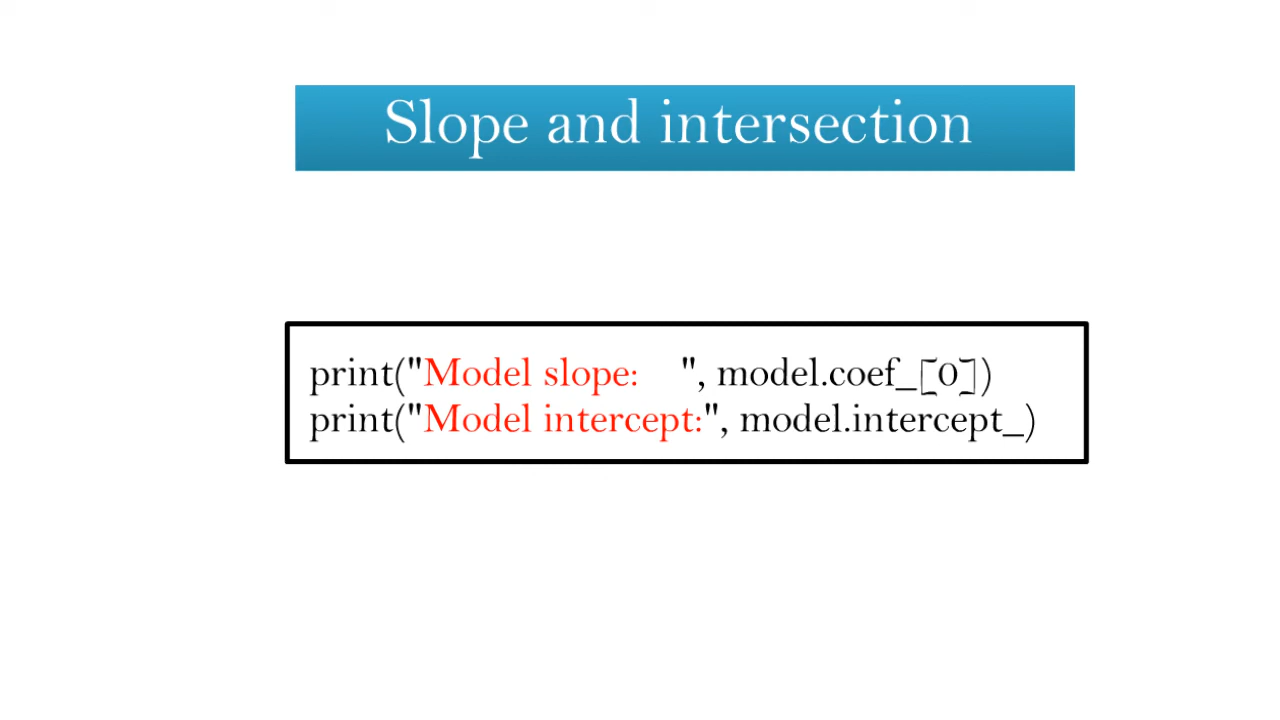 Slope and intersection
print("Model slope:    ", model.coef_[0])
print("Model intercept:", model.intercept_)